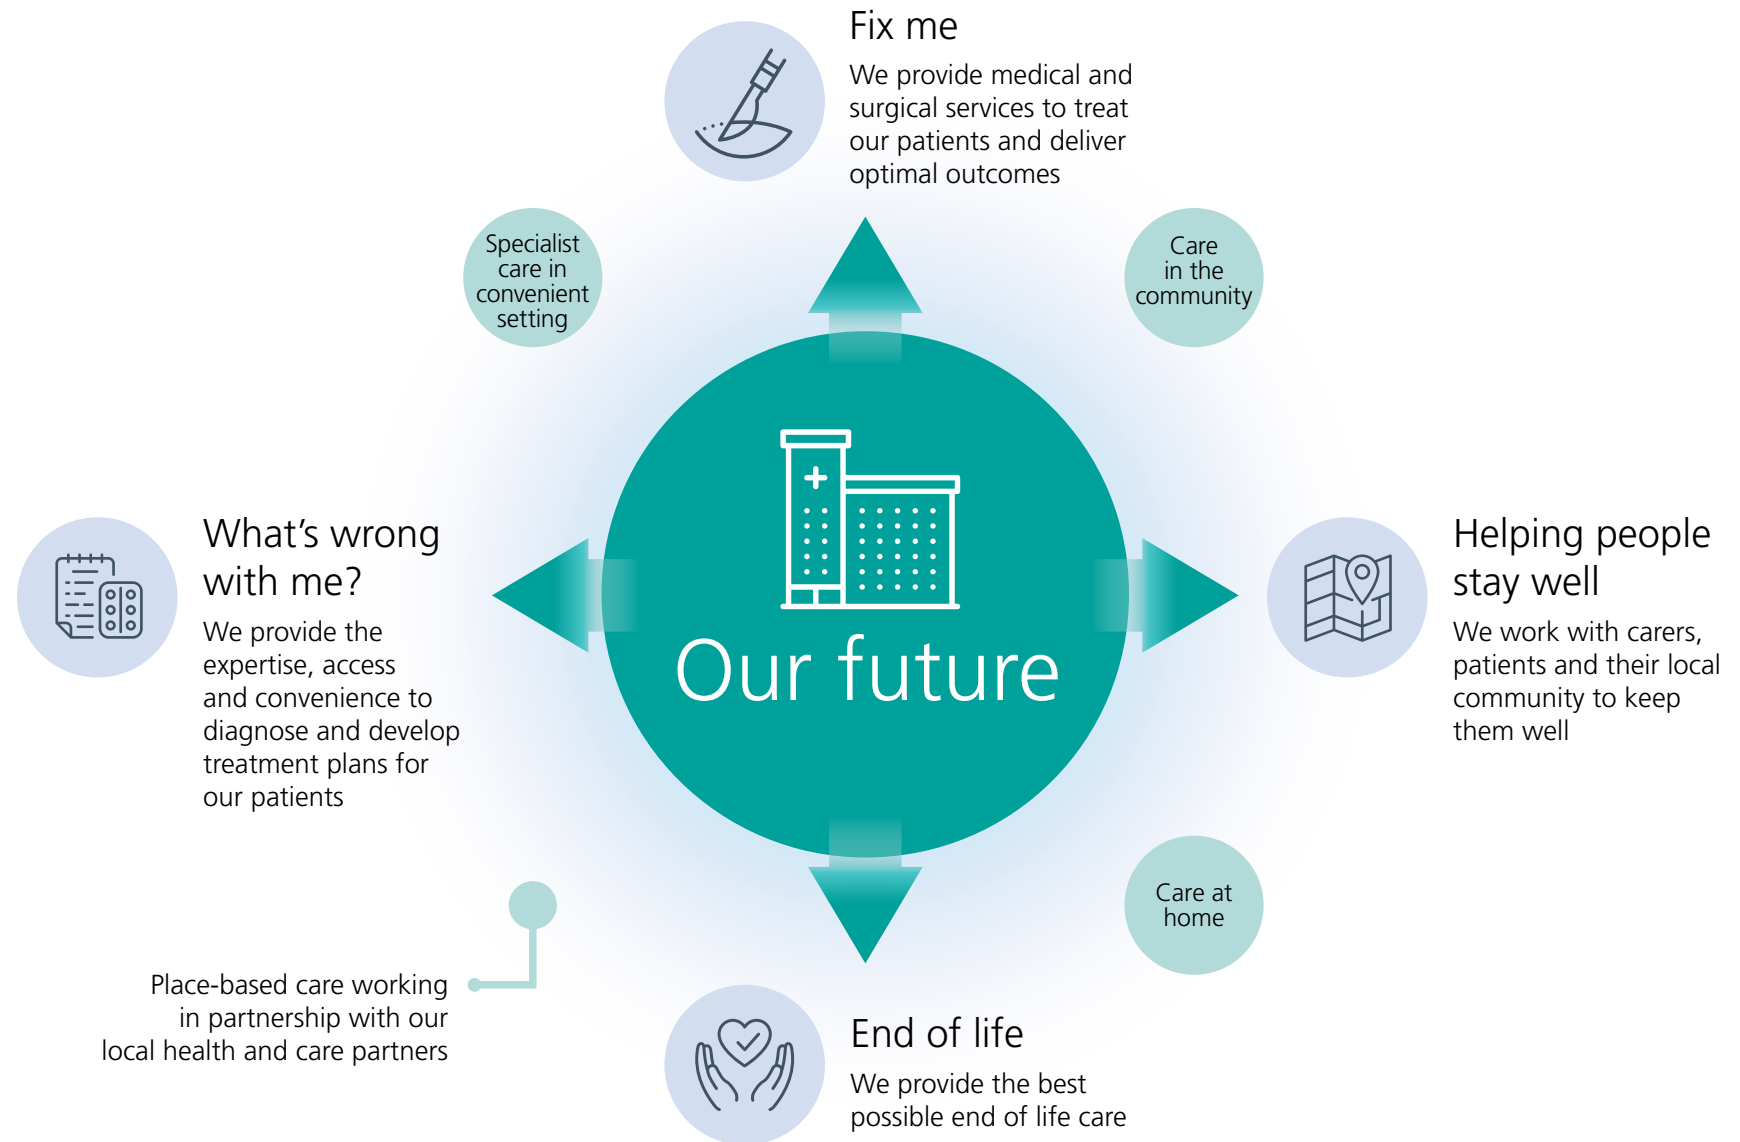 Fix me
We provide medical and
surgical services to treat
our patients and deliver
optimal outcomes
Specialist
care in
convenient
setting
Care
in the
community
What's wrong
with me?
We provide the
expertise, access
and convenience to
diagnose and develop
treatment plans for
our patients
Our future
Helping people
stay well
We work with carers,
patients and their local
community to keep
them well
Care at
home
Place-based care working
in partnership with our
local health and care partners
End of life
We provide the best
possible end of life care